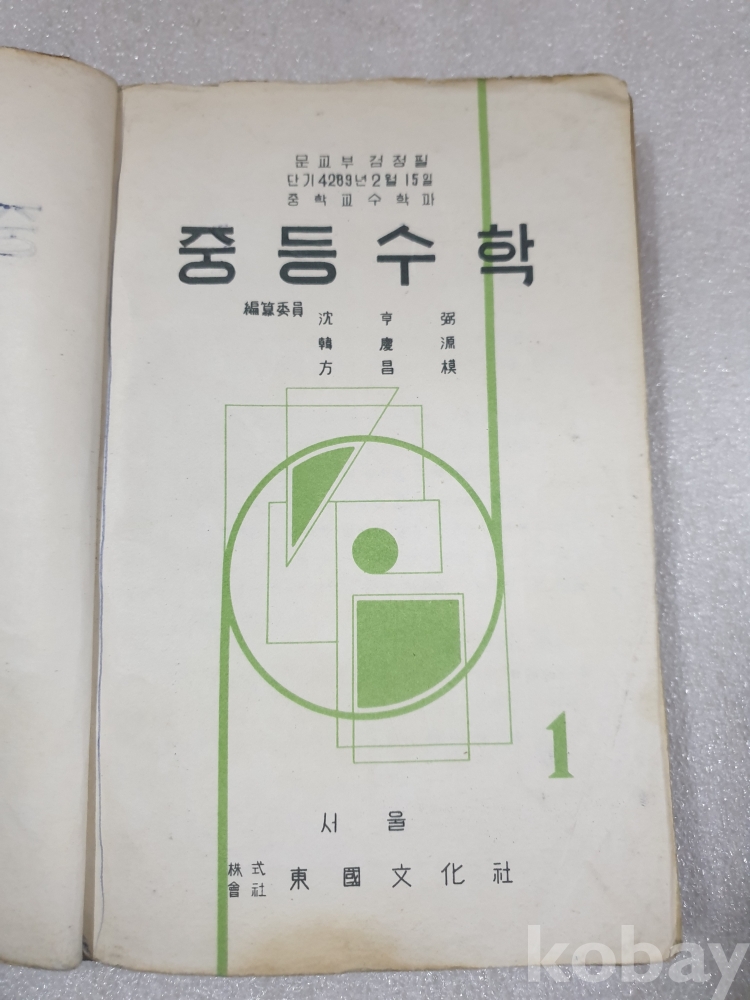 문교부 검정필
단기 4289년 2월 15일
중학교수학과
중등수학
編算委員
沈亨弼
韓慶源
方昌模
1
서울
株式會社 東國文化社
kobay